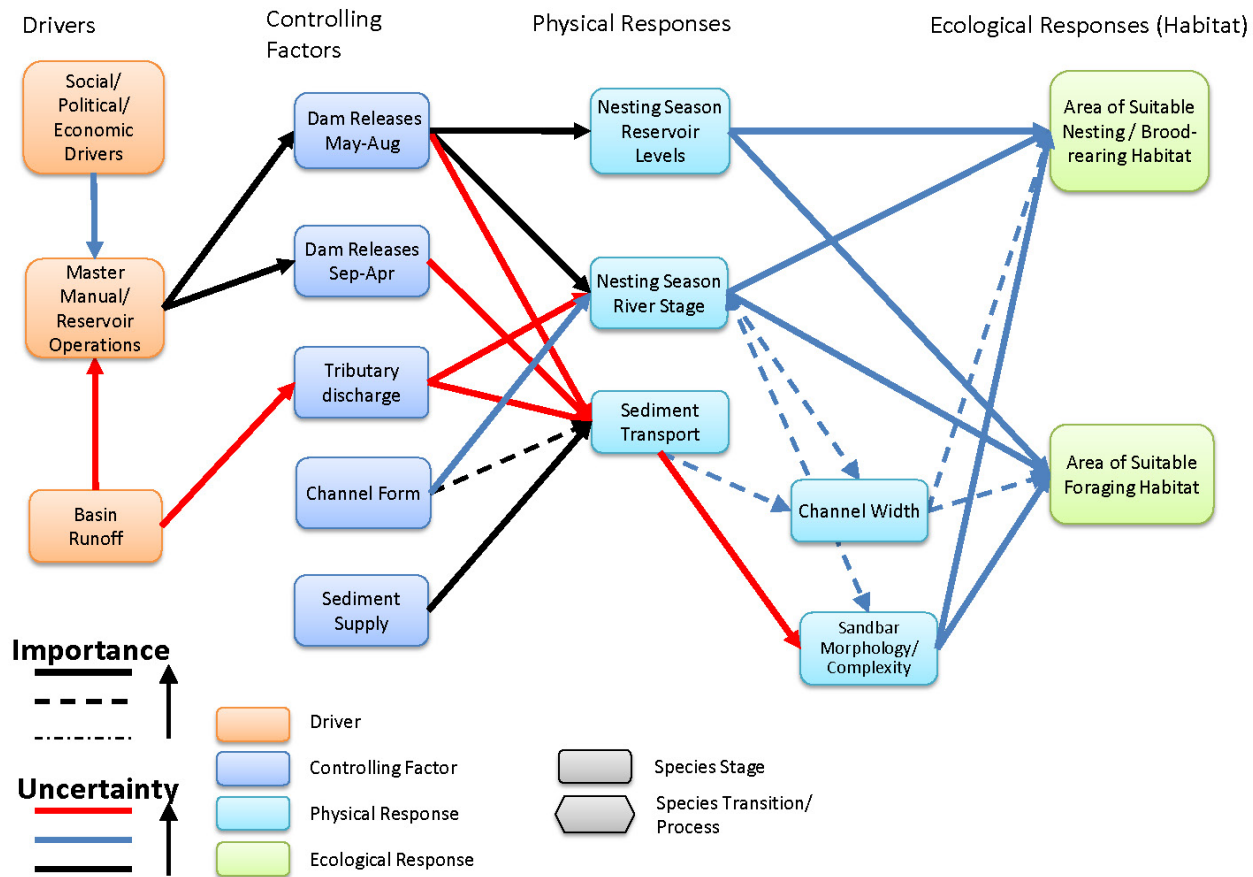 Drivers
Controlling
Factors
Physical Responses
Ecological Responses (Habitat)
Social/
Political/
Economic
Drivers
Master
Manual/
Reservoir
Operations
Basin
Runoff
Dam Releases
May-Aug
Dam Releases
Sep-Apr
Tributary
discharge
Channel Form
Sediment
Supply
Nesting Season
Reservoir
Levels
Nesting Season
River Stage
Sediment
Transport
Channel Width
Sandbar
Morphology/
Complexity
Area of Suitable
Nesting / Brood-
rearing Habitat
Area of Suitable
Foraging Habitat
Importance
Uncertainty
Driver
Controlling Factor
Physical Response
Ecological Response
Species Stage
Species Transition/
Process